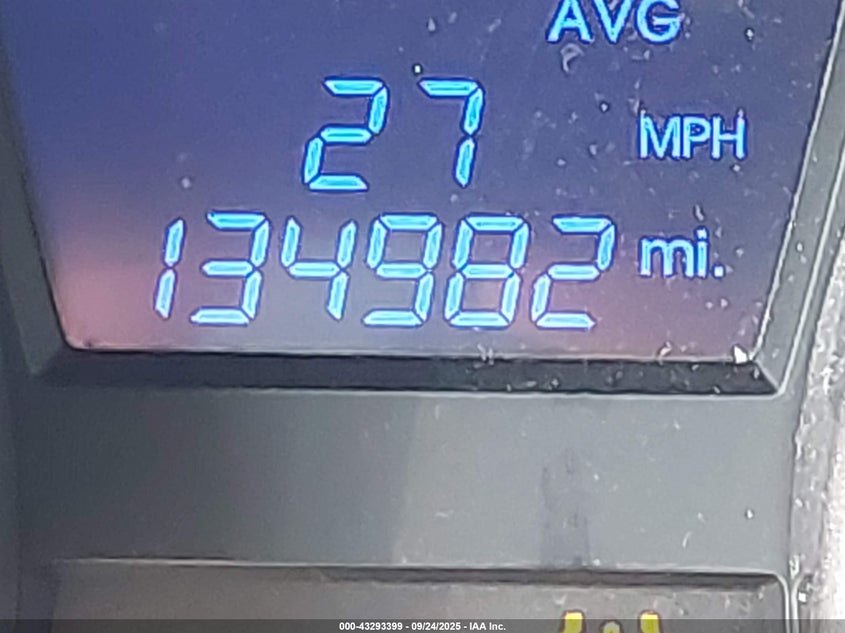 AVG
27 MPH
134982 mi.
000-43293399 - 09/24/2025 - IAA Inc.